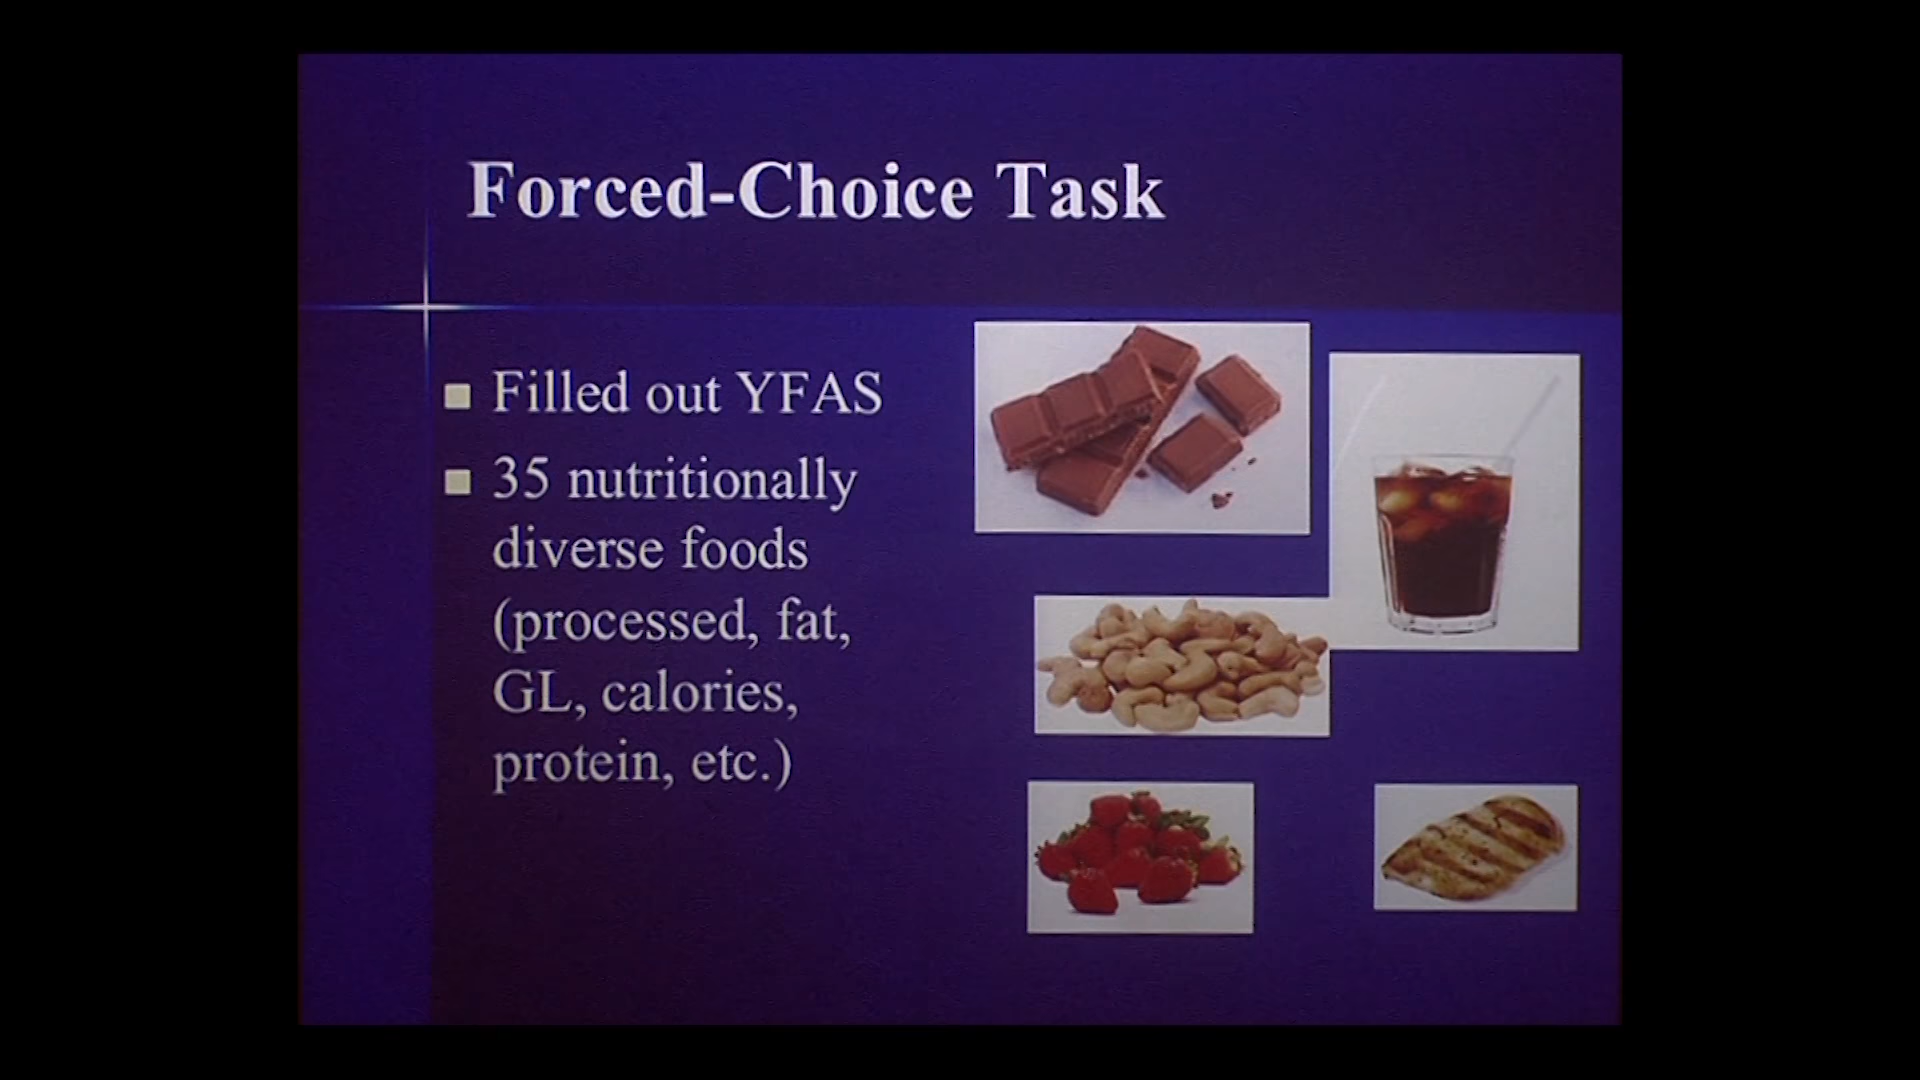 Forced-Choice Task
Filled out YFAS
35 nutritionally
diverse foods
(processed, fat,
GL, calories,
protein, etc.)